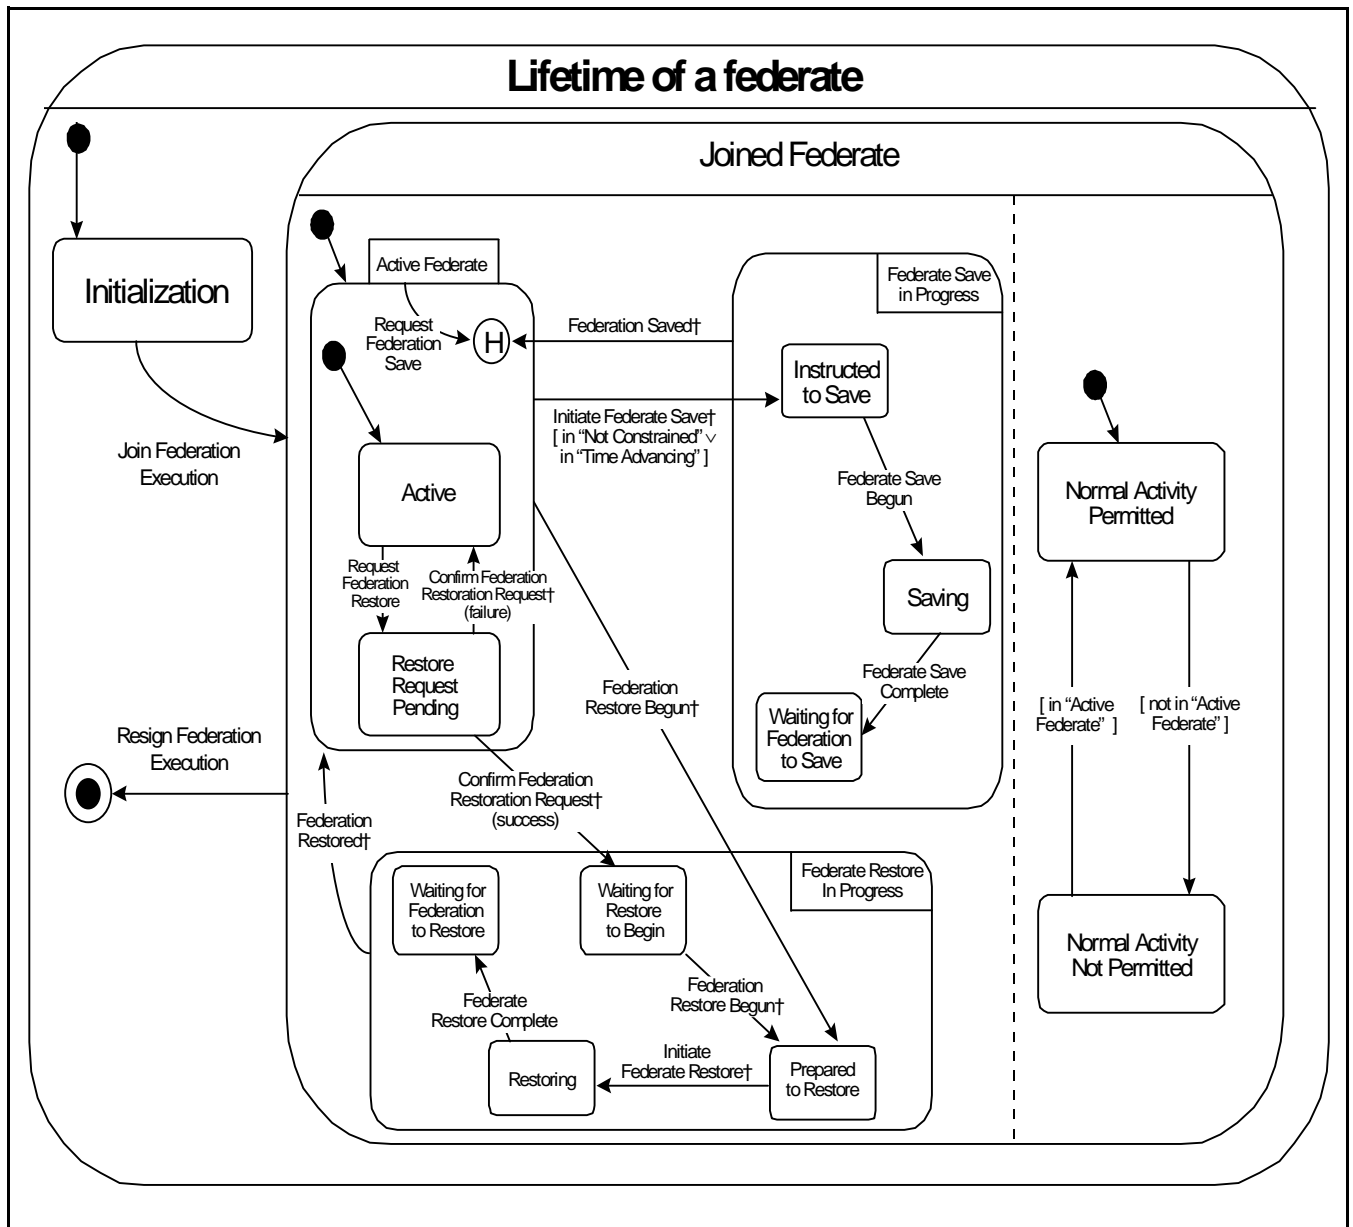 Lifetime of a federate
Joined Federate
Initialization
Join Federation
Execution
Resign Federation
Execution
Active Federate
Request
Federation
Save
H
Active
Request
Federation
Restore
Confirm Federation
Restoration Request†
(failure)
Restore
Request
Pending
Federation Saved†
Initiate Federate Save†
[ in “Not Constrained” ∨
in “Time Advancing” ]
Federate Save
in Progress
Instructed
to Save
Federate Save
Begun
Saving
Federate Save
Complete
Waiting for
Federation
to Save
Federation
Restore Begun†
Confirm Federation
Restoration Request†
(success)
Federation
Restored†
Federate Restore
In Progress
Waiting for
Federation
to Restore
Waiting for
Restore
to Begin
Federation
Restore Begun†
Federate
Restore Complete
Restoring
Initiate
Federate Restore†
Prepared
to Restore
Normal Activity
Permitted
[ in “Active
Federate” ]
[ not in “Active
Federate” ]
Normal Activity
Not Permitted